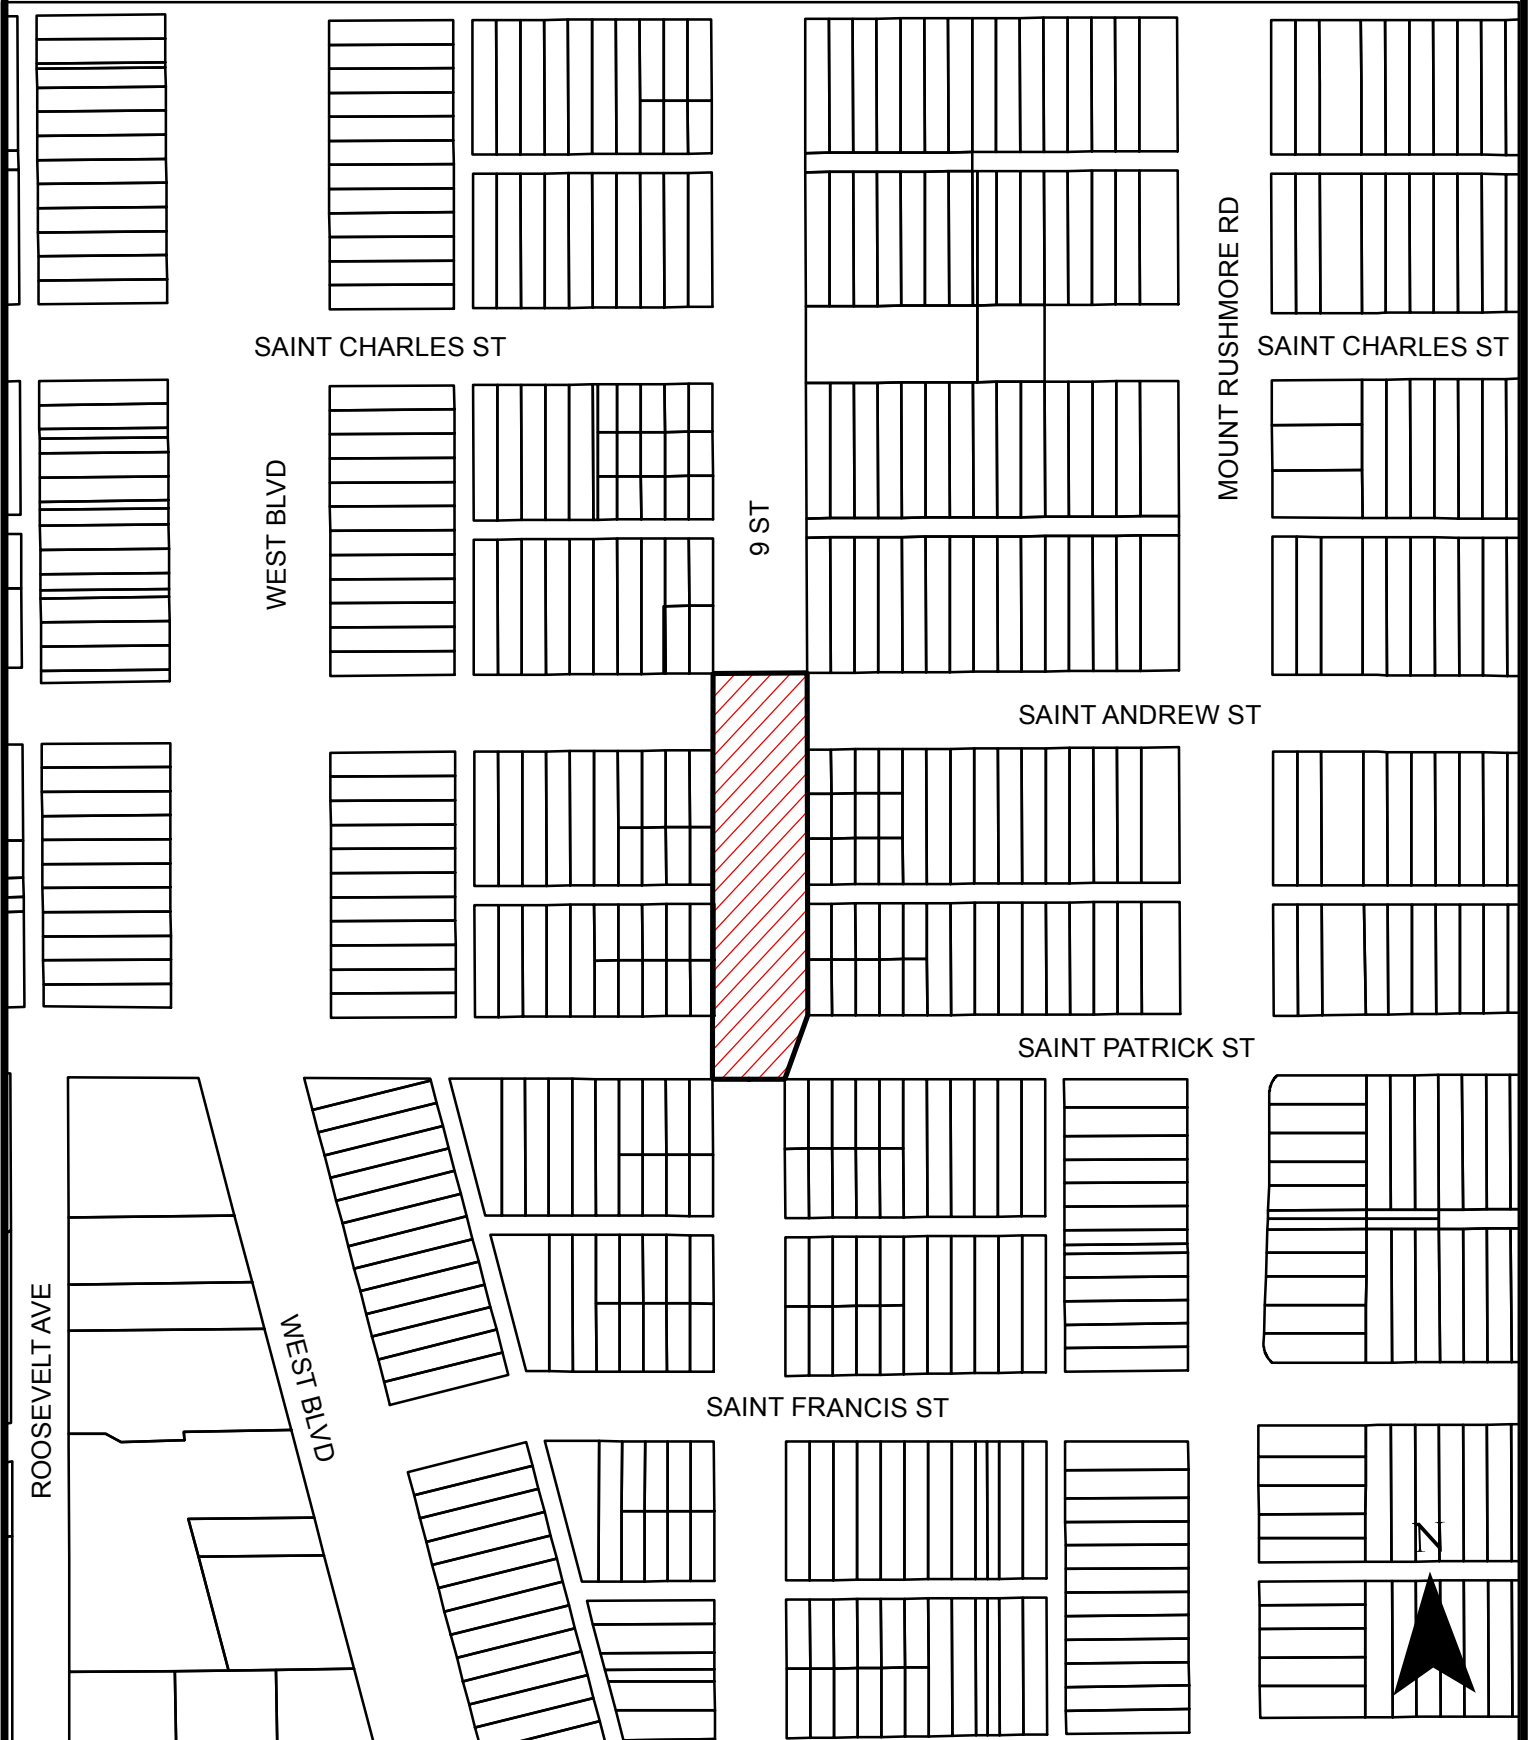 MOUNT RUSHMORE RD
SAINT CHARLES ST
SAINT CHARLES ST
WEST BLVD
9 ST
SAINT ANDREW ST
SAINT PATRICK ST
ROOSEVELT AVE
WEST BLVD
SAINT FRANCIS ST
N